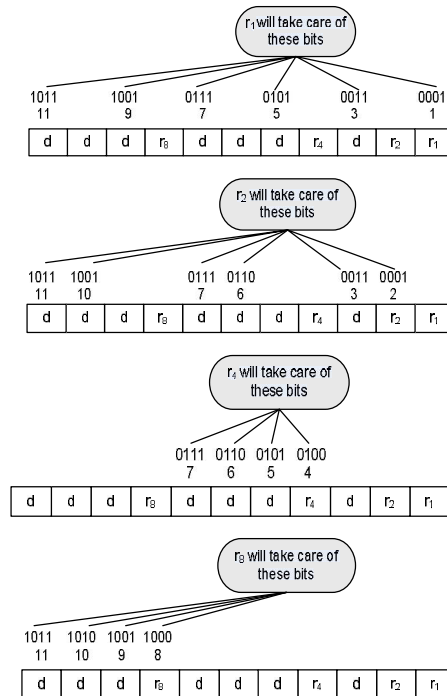 r₁ will take care of
these bits
1011 1001 0111 0101 0011 0001
11 9 7 5 3 1
d d d r₈ d d d r₄ d r₂ r₁
r₂ will take care of
these bits
1011 1001 0111 0110 0011 0001
11 10 7 6 3 2
d d d r₈ d d d r₄ d r₂ r₁
r₄ will take care of
these bits
0111 0110 0101 0100
7 6 5 4
d d d r₈ d d d r₄ d r₂ r₁
r₈ will take care of
these bits
1011 1010 1001 1000
11 10 9 8
d d d r₈ d d d r₄ d r₂ r₁